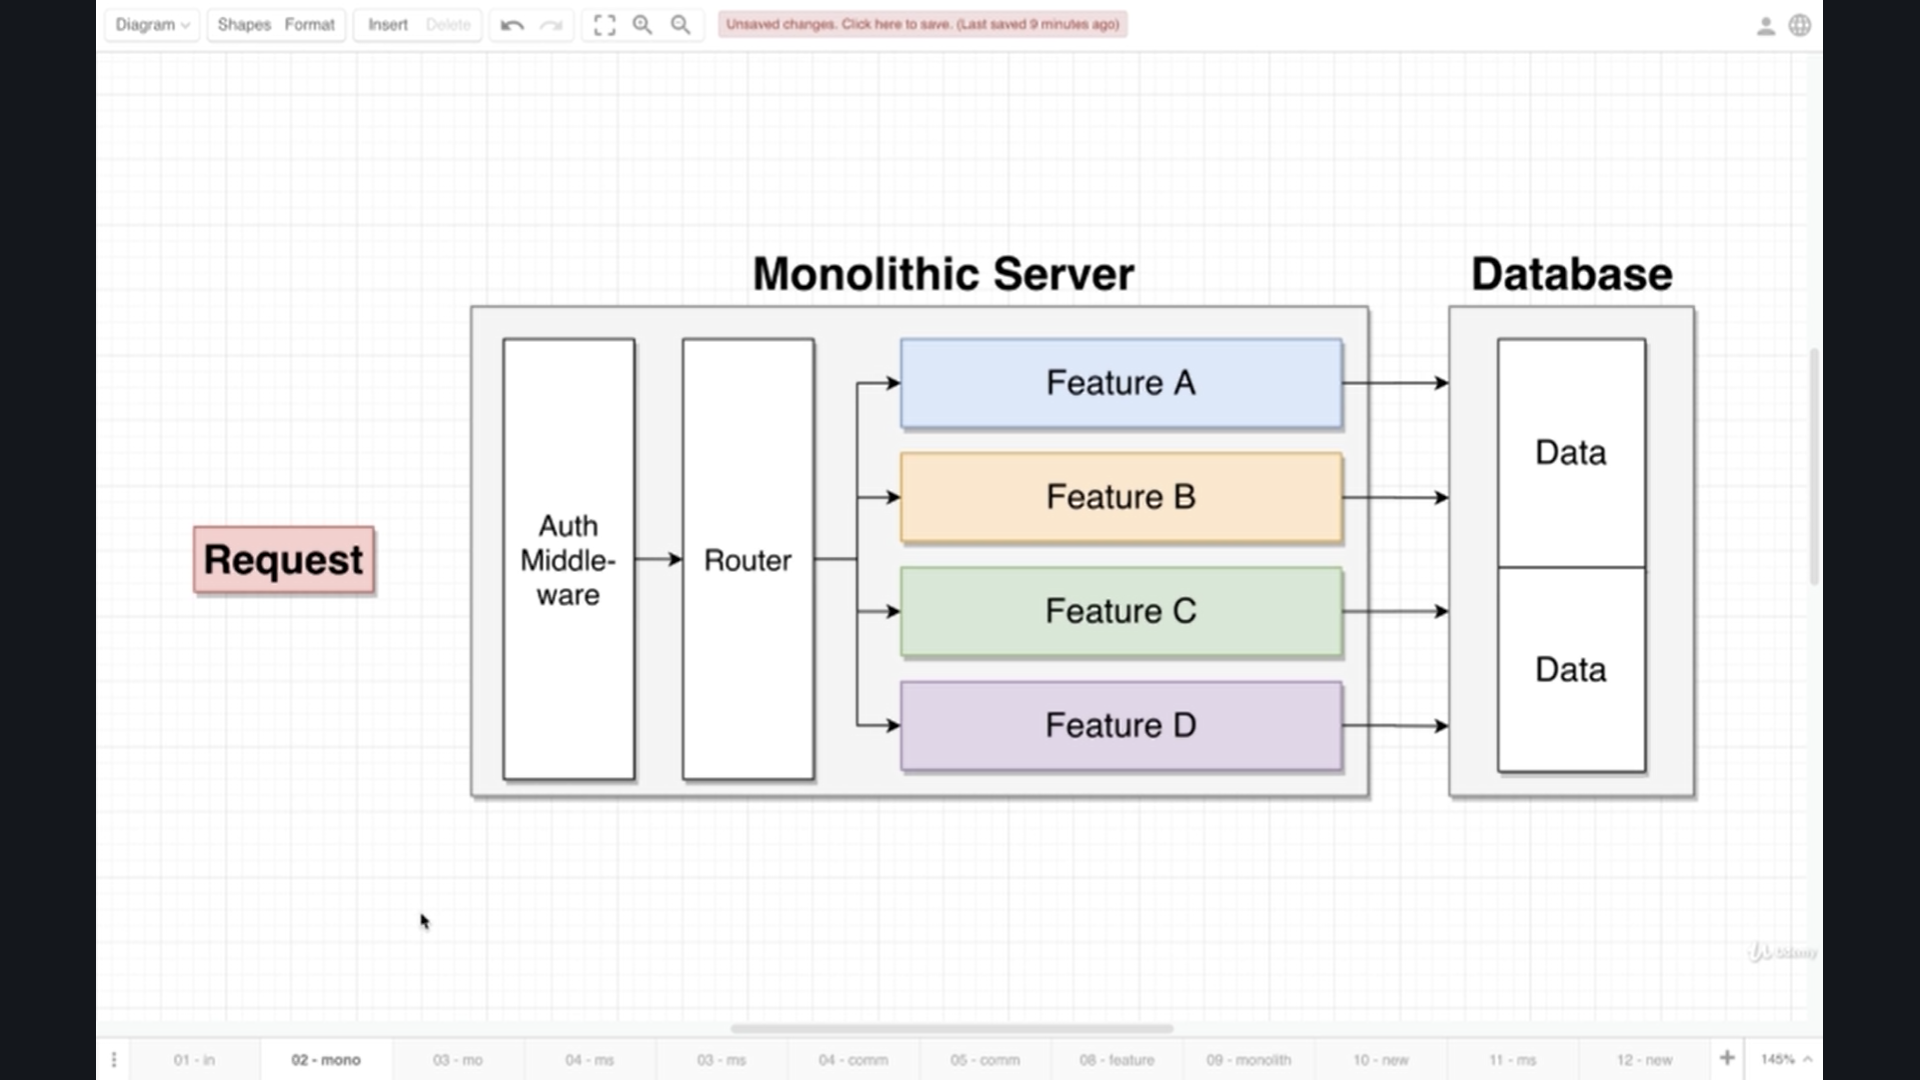 Diagram Shapes Format Insert Delete Unsaved changes. Click here to save. (Last saved 9 minutes ago)
Monolithic Server
Database
Request
Auth
Middle-
ware
Router
Feature A
Feature B
Feature C
Feature D
Data
Data
Udemy
01 - in 02 - mono 03 - mo 04 - ms 03 - ms 04 - comm 05 - comm 08 - feature 09 - monolith 10 - new 11 - ms 12 - new 145%